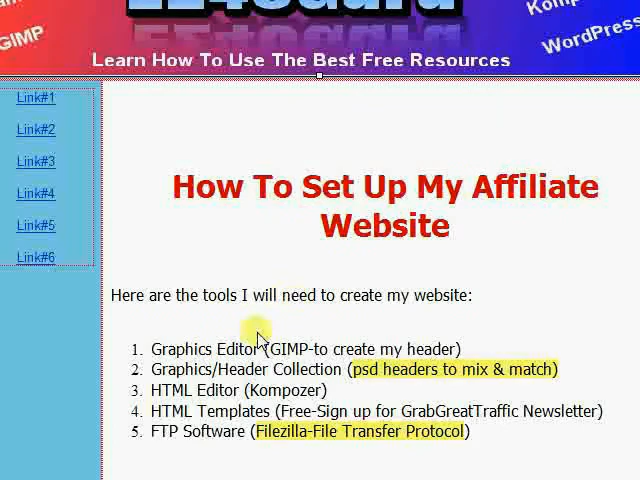 GIMP
WordPress
Learn How To Use The Best Free Resources
Link#1
Link#2
Link#3
Link#4
Link#5
Link#6
How To Set Up My Affiliate
Website
Here are the tools I will need to create my website:
1. Graphics Editor (GIMP-to create my header)
2. Graphics/Header Collection (psd headers to mix & match)
3. HTML Editor (Kompozer)
4. HTML Templates (Free-Sign up for GrabGreatTraffic Newsletter)
5. FTP Software (Filezilla-File Transfer Protocol)